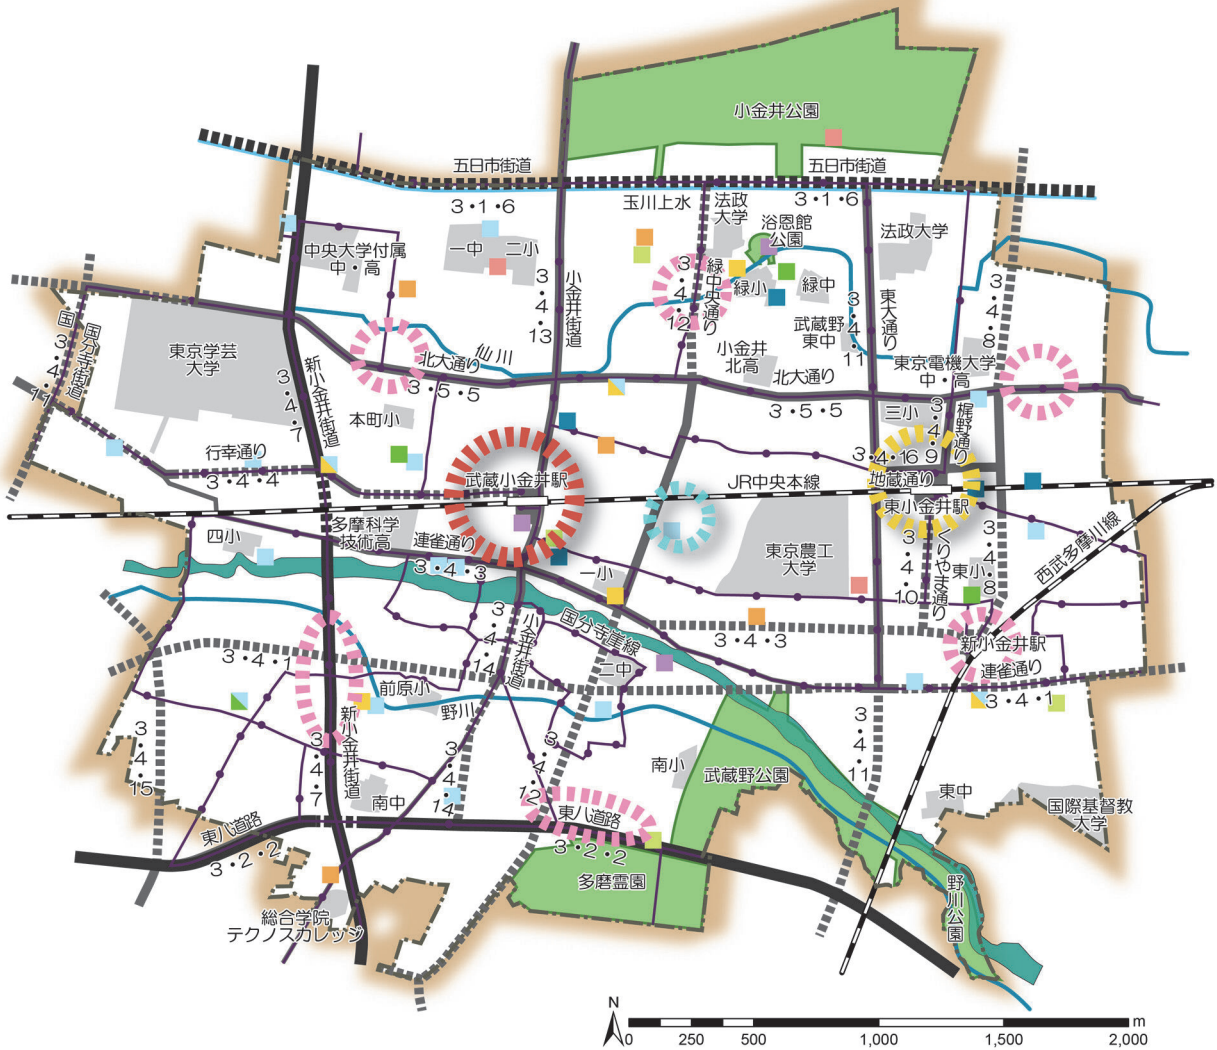 小金井公園
五日市街道
五日市街道
3・1・6
玉川上水
法政
大学
3・1・6
浴恩館
公園
法政大学
中央大学付属
中・高
一中
二小
緑小
緑中
3・4・13
小金井街道
3・4・12
緑中央通り
武蔵野
東中
3・4・11
東大通り
3・4・8
国分寺街道
国3・4・11
東京学芸
大学
新小金井街道
3・4・7
北大通り
仙川
3・5・5
小金井
北高
北大通り
3・5・5
東京電機大学
中・高
本町小
三小
3・4・9
梶野通り
行幸通り
3・4・4
武蔵小金井駅
JR中央本線
3・4・16
地蔵通り
東小金井駅
四小
多摩科学
技術高
連雀通り
3・4・3
一小
東京農工
大学
3・4・10
くりやま通り
東小
3・4・8
西武多摩川線
国分寺崖線
3・4・3
新小金井駅
連雀通り
3・4・1
3・4・1
3・4・14
小金井街道
二中
前原小
野川
3・4・15
新小金井街道
3・4・7
3・4・14
3・4・12
南小
武蔵野公園
3・4・11
南中
東中
国際基督教
大学
東八道路
3・2・2
東八道路
3・2・2
多磨霊園
野川公園
総合学院
テクノスカレッジ
N
0 250 500 1,000 1,500 2,000 m